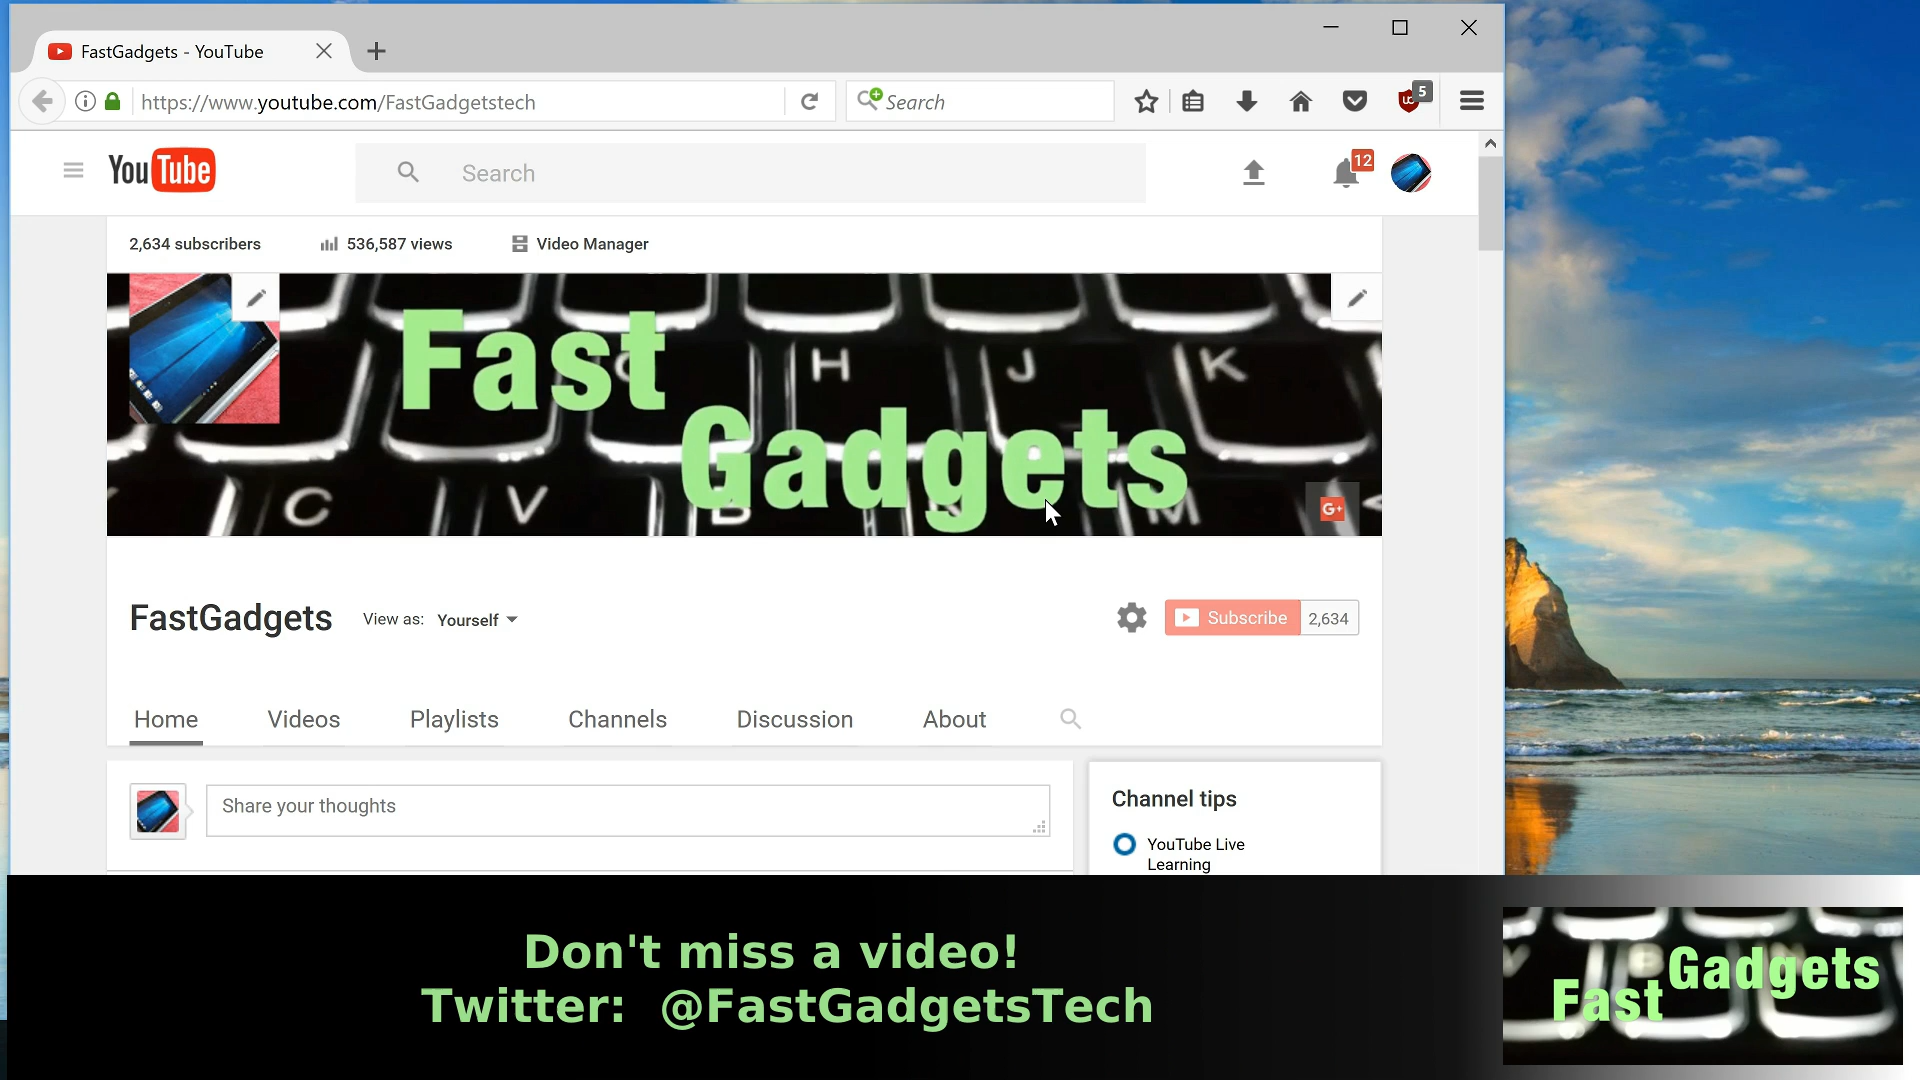 FastGadgets - YouTube
https://www.youtube.com/FastGadgetstech
Search
5
YouTube
Search
12
2,634 subscribers
536,587 views
Video Manager
Fast
H
J
K
Gadgets
C
V
B
M
G+
FastGadgets
View as: Yourself
Subscribe
2,634
Home
Videos
Playlists
Channels
Discussion
About
Share your thoughts
Channel tips
YouTube Live
Learning
Don't miss a video!
Twitter: @FastGadgetsTech
Gadgets
Fast